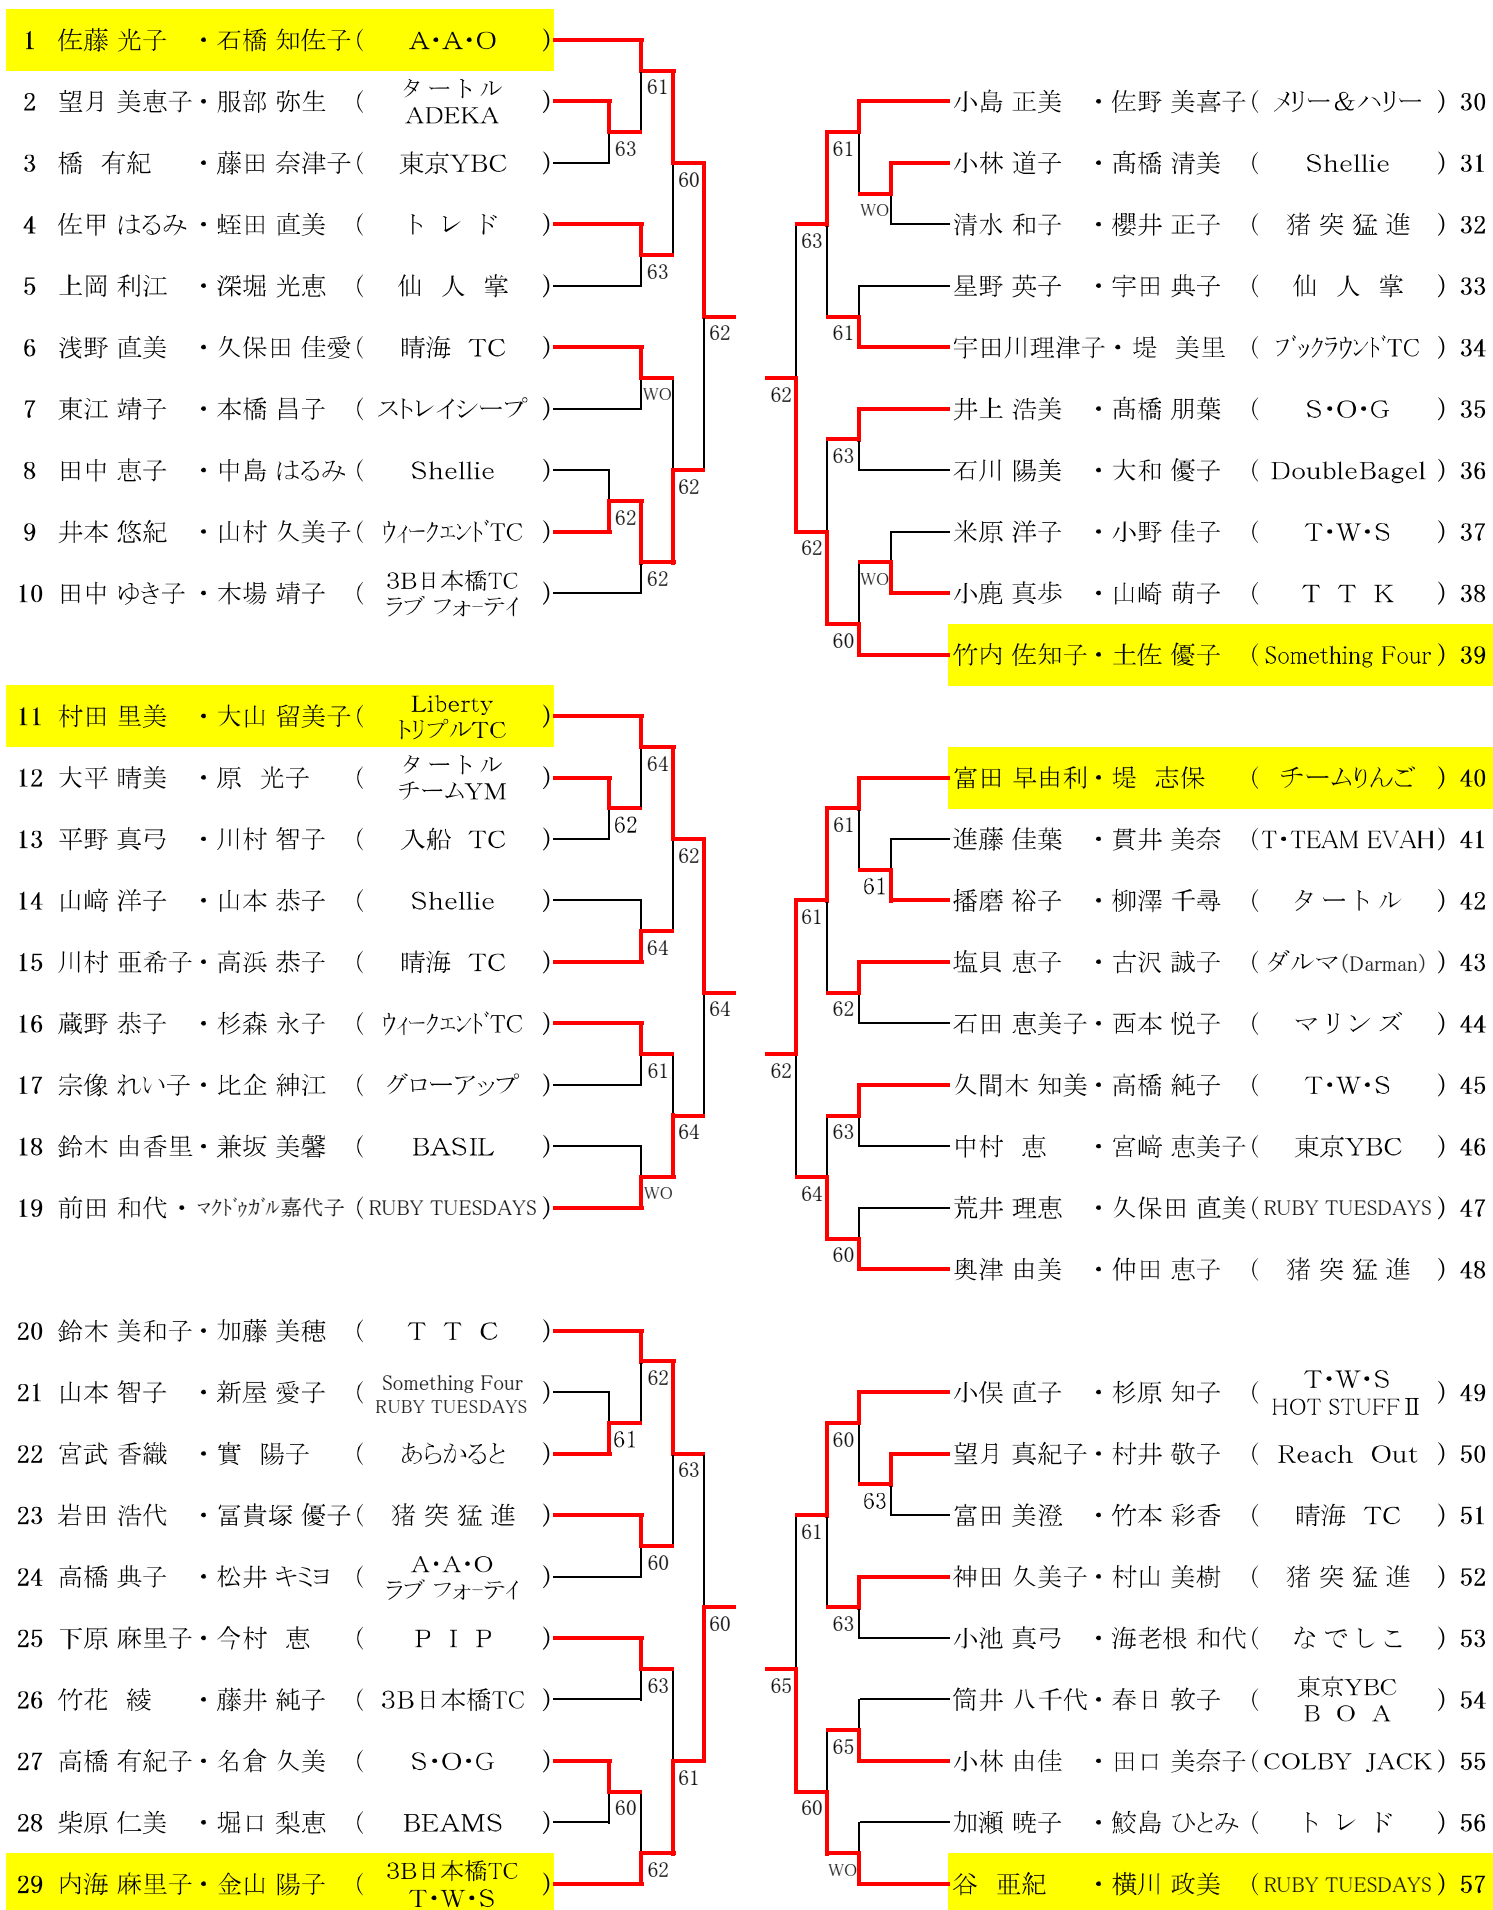 1 佐藤 光子 ・石橋 知佐子( A・A・O )
2 望月 美恵子・服部 弥生 ( タートル ADEKA )
3 橋 有紀 ・藤田 奈津子( 東京YBC )
4 佐甲 はるみ・蛭田 直美 ( トレド )
5 上岡 利江 ・深堀 光恵 ( 仙人掌 )
6 浅野 直美 ・久保田 佳愛( 晴海 TC )
7 東江 靖子 ・本橋 昌子 ( ストレイシープ )
8 田中 恵子 ・中島 はるみ( Shellie )
9 井本 悠紀 ・山村 久美子( ウィークエンドTC )
10 田中 ゆき子・木場 靖子 ( 3B日本橋TC ラブフォーティ )
61
63
60
63
62
WO
62
62
62
小島 正美 ・佐野 美喜子( メリー&ハリー ) 30
小林 道子 ・髙橋 清美 ( Shellie ) 31
清水 和子 ・櫻井 正子 ( 猪突猛進 ) 32
星野 英子 ・宇田 典子 ( 仙人掌 ) 33
宇田川理津子・堤 美里 ( ブックラウンドTC ) 34
井上 浩美 ・髙橋 朋葉 ( S・O・G ) 35
石川 陽美 ・大和 優子 ( DoubleBagel ) 36
米原 洋子 ・小野 佳子 ( T・W・S ) 37
小鹿 真歩 ・山崎 萌子 ( TTK ) 38
竹内 佐知子・土佐 優子 ( Something Four ) 39
61
WO
63
61
62
63
62
WO
60
11 村田 里美 ・大山 留美子( Liberty トリプルTC )
12 大平 晴美 ・原 光子 ( タートル チームYM )
13 平野 真弓 ・川村 智子 ( 入船 TC )
14 山﨑 洋子 ・山本 恭子 ( Shellie )
15 川村 亜希子・高浜 恭子 ( 晴海 TC )
16 蔵野 恭子 ・杉森 永子 ( ウィークエンドTC )
17 宗像 れい子・比企 紳江 ( グローアップ )
18 鈴木 由香里・兼坂 美馨 ( BASIL )
19 前田 和代・マクドゥガル嘉代子 ( RUBY TUESDAYS )
64
62
62
64
64
61
64
WO
富田 早由利・堤 志保 ( チームりんご ) 40
進藤 佳葉 ・貫井 美奈 ( T・TEAM EVAH ) 41
播磨 裕子 ・柳澤 千尋 ( タートル ) 42
塩貝 恵子 ・古沢 誠子 ( ダルマ(Darman) ) 43
石田 恵美子・西本 悦子 ( マリンズ ) 44
久間木 知美・高橋 純子 ( T・W・S ) 45
中村 恵 ・宮﨑 恵美子( 東京YBC ) 46
荒井 理恵 ・久保田 直美( RUBY TUESDAYS ) 47
奥津 由美 ・仲田 恵子 ( 猪突猛進 ) 48
61
61
61
62
62
63
64
60
20 鈴木 美和子・加藤 美穂 ( TTC )
21 山本 智子 ・新屋 愛子 ( Something Four RUBY TUESDAYS )
22 宮武 香織 ・實 陽子 ( あらかると )
23 岩田 浩代 ・冨貴塚 優子( 猪突猛進 )
24 高橋 典子 ・松井 キミヨ ( A・A・O ラブフォーティ )
25 下原 麻里子・今村 恵 ( PIP )
26 竹花 綾 ・藤井 純子 ( 3B日本橋TC )
27 高橋 有紀子・名倉 久美 ( S・O・G )
28 柴原 仁美 ・堀口 梨恵 ( BEAMS )
29 内海 麻里子・金山 陽子 ( 3B日本橋TC T・W・S )
62
61
63
60
60
63
61
60
62
小俣 直子 ・杉原 知子 ( T・W・S HOT STUFFⅡ ) 49
望月 真紀子・村井 敬子 ( Reach Out ) 50
富田 美澄 ・竹本 彩香 ( 晴海 TC ) 51
神田 久美子・村山 美樹 ( 猪突猛進 ) 52
小池 真弓 ・海老根 和代( なでしこ ) 53
筒井 八千代・春日 敦子 ( 東京YBC BOA ) 54
小林 由佳 ・田口 美奈子( COLBY JACK ) 55
加瀬 暁子 ・鮫島 ひとみ ( トレド ) 56
谷 亜紀 ・横川 政美 ( RUBY TUESDAYS ) 57
60
63
61
63
65
65
60
WO